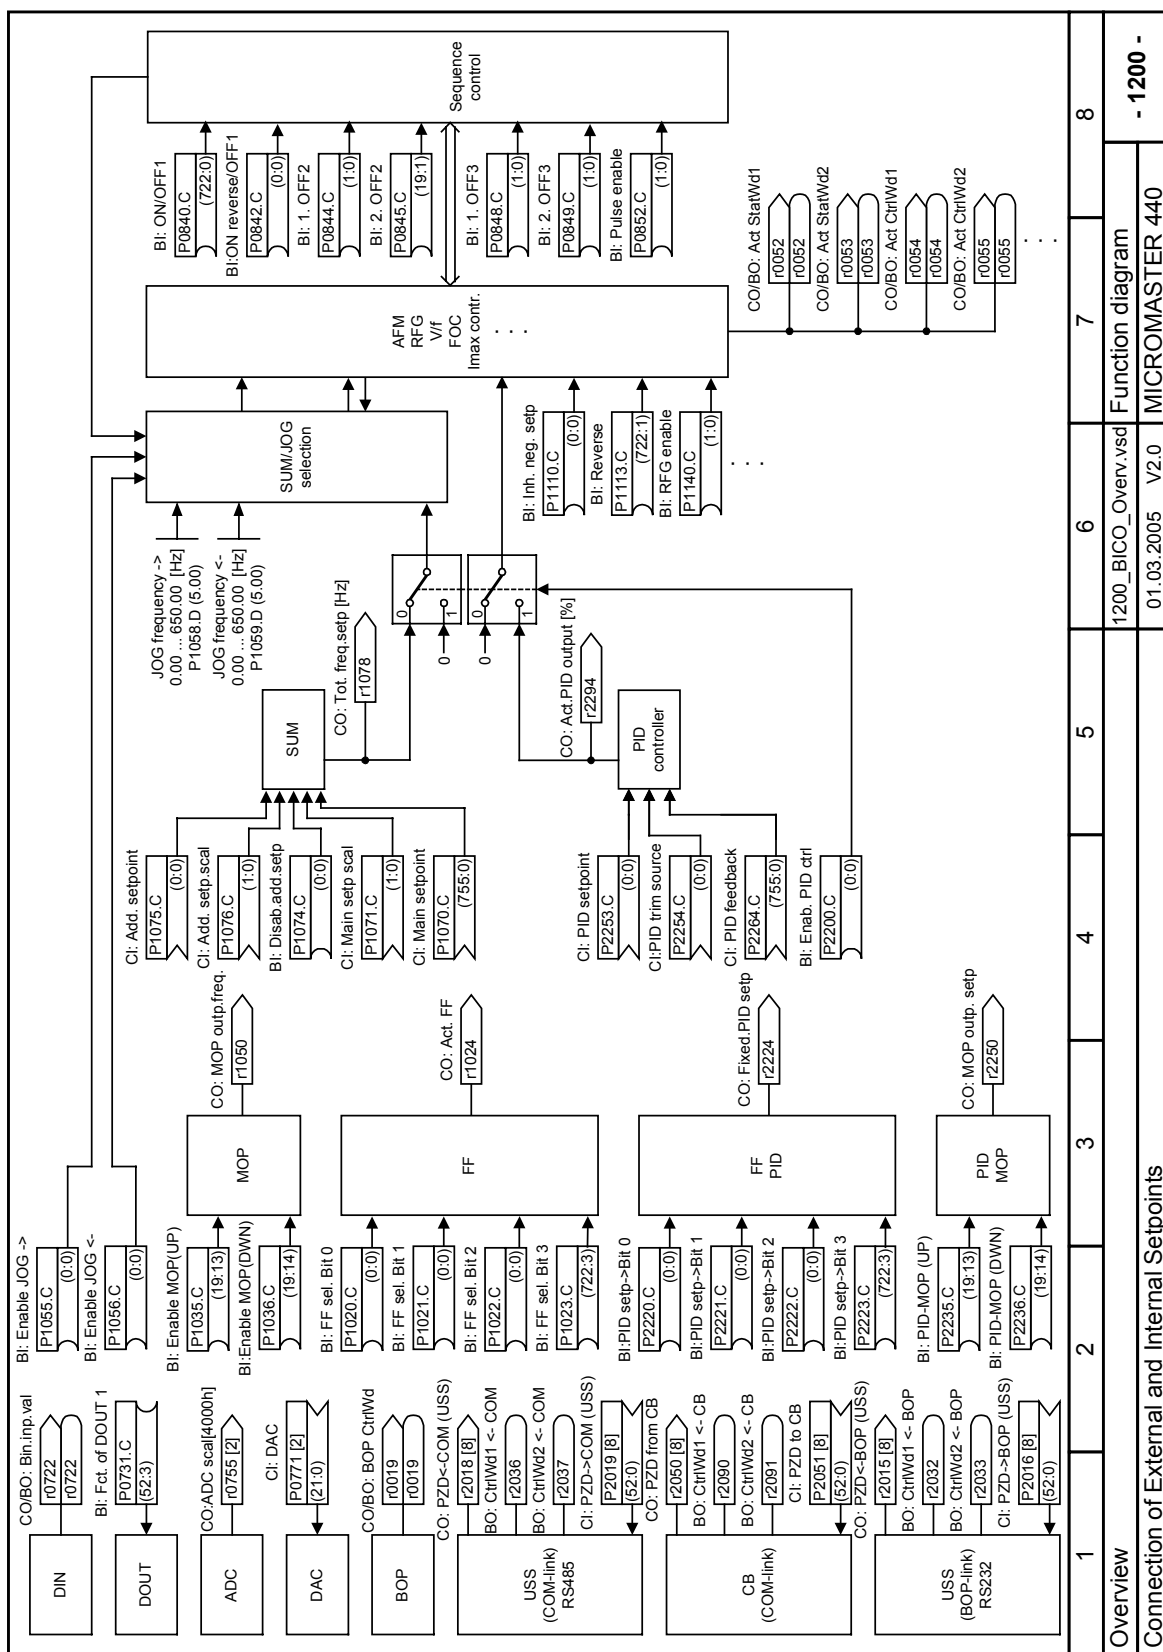 DIN
CO/BO: Bin.inp.val
r0722
r0722
DOUT
BI: Fct. of DOUT 1
P0731.C
(52:3)
ADC
CO:ADC scal[4000h]
r0755 [2]
DAC
CI: DAC
P0771 [2]
(21:0)
BOP
CO/BO: BOP CtrlWd
r0019
r0019
USS
(COM-link)
RS485
CO: PZD<-COM (USS)
r2018 [8]
BO: CtrlWd1 <- COM
r2036
BO: CtrlWd2 <- COM
r2037
CI: PZD->COM (USS)
P2019 [8]
(52:0)
CB
(COM-link)
CO: PZD from CB
r2050 [8]
BO: CtrlWd1 <- CB
r2090
BO: CtrlWd2 <- CB
r2091
CI: PZD to CB
P2051 [8]
(52:0)
USS
(BOP-link)
RS232
CO: PZD<-BOP (USS)
r2015 [8]
BO: CtrlWd1 <- BOP
r2032
BO: CtrlWd2 <- BOP
r2033
CI: PZD->BOP (USS)
P2016 [8]
(52:0)
BI: Enable JOG ->
P1055.C
(0:0)
BI: Enable JOG <-
P1056.C
(0:0)
BI: Enable MOP(UP)
P1035.C
(19:13)
BI:Enable MOP(DWN)
P1036.C
(19:14)
MOP
CO: MOP outp.freq.
r1050
BI: FF sel. Bit 0
P1020.C
(0:0)
BI: FF sel. Bit 1
P1021.C
(0:0)
BI: FF sel. Bit 2
P1022.C
(0:0)
BI: FF sel. Bit 3
P1023.C
(722:3)
FF
CO: Act. FF
r1024
BI:PID setp->Bit 0
P2220.C
(0:0)
BI:PID setp->Bit 1
P2221.C
(0:0)
BI:PID setp->Bit 2
P2222.C
(0:0)
BI:PID setp->Bit 3
P2223.C
(722:3)
FF
PID
CO: Fixed.PID setp
r2224
BI: PID-MOP (UP)
P2235.C
(19:13)
BI: PID-MOP (DWN)
P2236.C
(19:14)
PID
MOP
CO: MOP outp. setp
r2250
CI: Add. setpoint
P1075.C
(0:0)
CI: Add. setp.scal
P1076.C
(1:0)
BI: Disab.add.setp
P1074.C
(0:0)
CI: Main setp scal
P1071.C
(1:0)
CI: Main setpoint
P1070.C
(755:0)
SUM
CO: Tot. freq.setp [Hz]
r1078
CI: PID setpoint
P2253.C
(0:0)
CI:PID trim source
P2254.C
(0:0)
CI: PID feedback
P2264.C
(755:0)
BI: Enab. PID ctrl
P2200.C
(0:0)
PID
controller
CO: Act.PID output [%]
r2294
JOG frequency ->
0.00 ... 650.00 [Hz]
P1058.D (5.00)
JOG frequency <-
0.00 ... 650.00 [Hz]
P1059.D (5.00)
0
1
0
0
1
0
SUM/JOG
selection
BI: Inh. neg. setp
P1110.C
(0:0)
BI: Reverse
P1113.C
(722:1)
BI: RFG enable
P1140.C
(1:0)
. . .
AFM
RFG
V/f
FOC
Imax contr.
. . .
BI: ON/OFF1
P0840.C
(722:0)
BI:ON reverse/OFF1
P0842.C
(0:0)
BI: 1. OFF2
P0844.C
(1:0)
BI: 2. OFF2
P0845.C
(19:1)
BI: 1. OFF3
P0848.C
(1:0)
BI: 2. OFF3
P0849.C
(1:0)
BI: Pulse enable
P0852.C
(1:0)
Sequence
control
CO/BO: Act StatWd1
r0052
r0052
CO/BO: Act StatWd2
r0053
r0053
CO/BO: Act CtrlWd1
r0054
r0054
CO/BO: Act CtrlWd2
r0055
r0055
. . .
1 2 3 4 5 6 7 8
Overview
1200_BICO_Overv.vsd
Function diagram
- 1200 -
Connection of External and Internal Setpoints
01.03.2005 V2.0
MICROMASTER 440